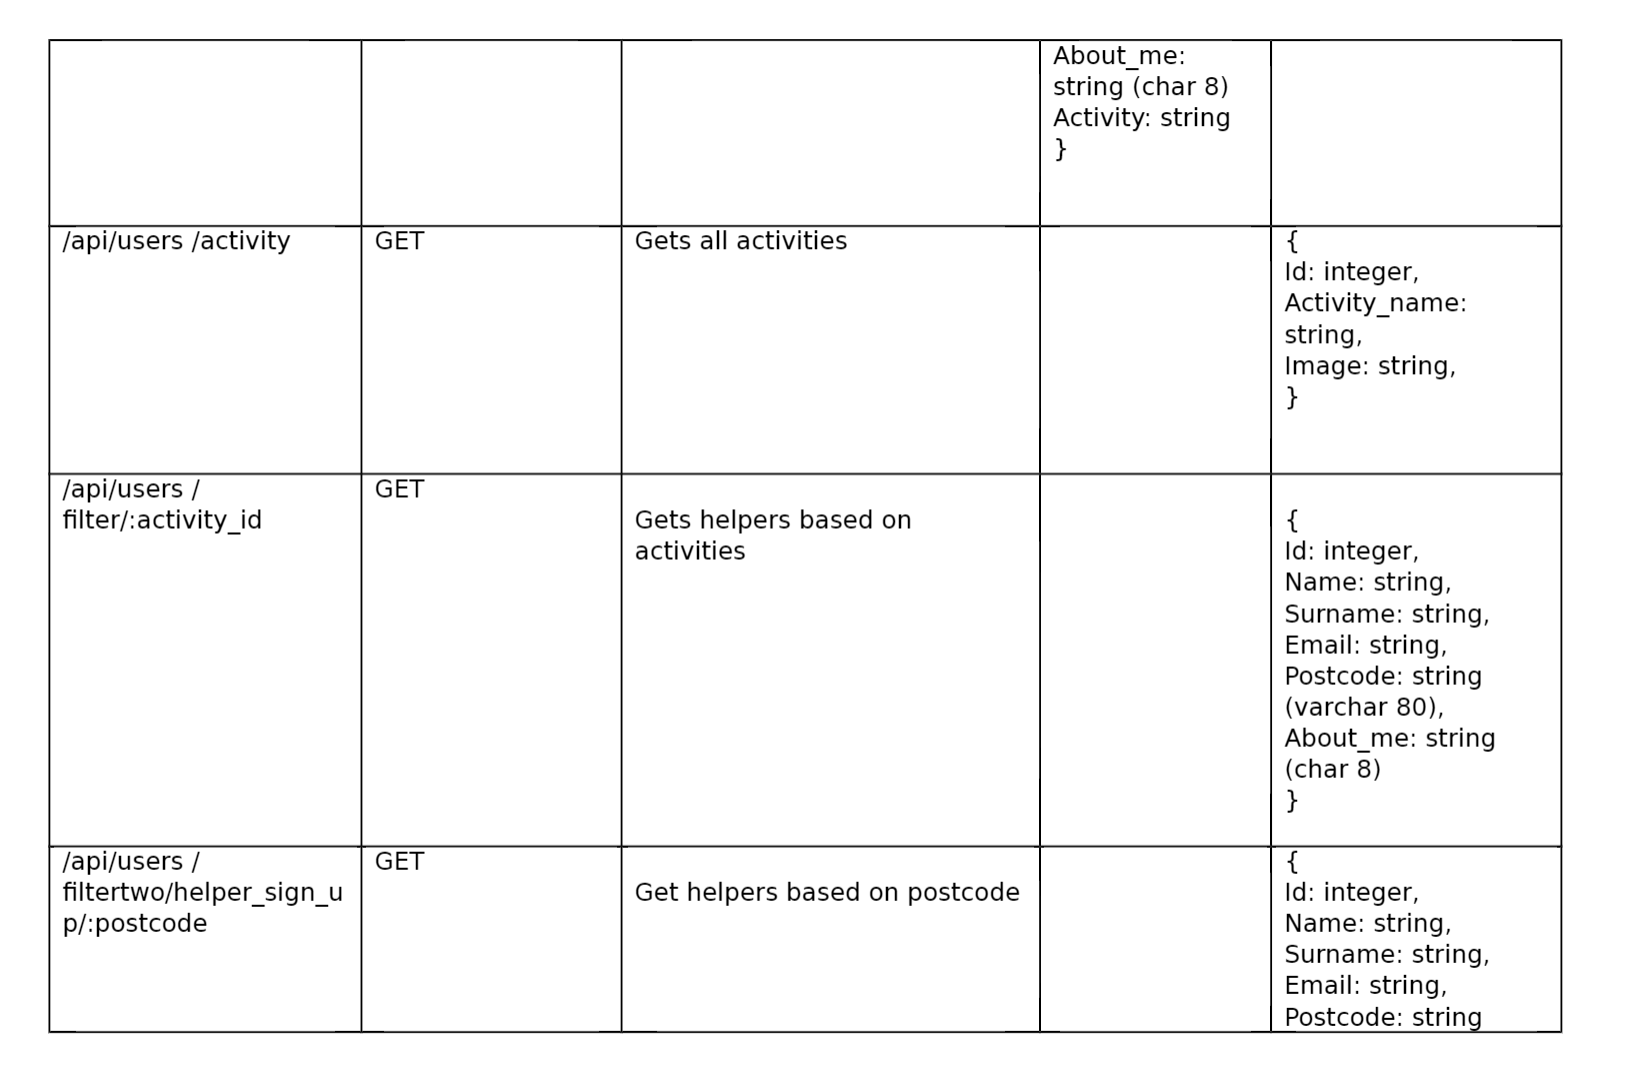 About_me:
string (char 8)
Activity: string
}
/api/users /activity
GET
Gets all activities
{
Id: integer,
Activity_name:
string,
Image: string,
}
/api/users /
filter/:activity_id
GET
Gets helpers based on
activities
{
Id: integer,
Name: string,
Surname: string,
Email: string,
Postcode: string
(varchar 80),
About_me: string
(char 8)
}
/api/users /
filtertwo/helper_sign_u
p/:postcode
GET
Get helpers based on postcode
{
Id: integer,
Name: string,
Surname: string,
Email: string,
Postcode: string